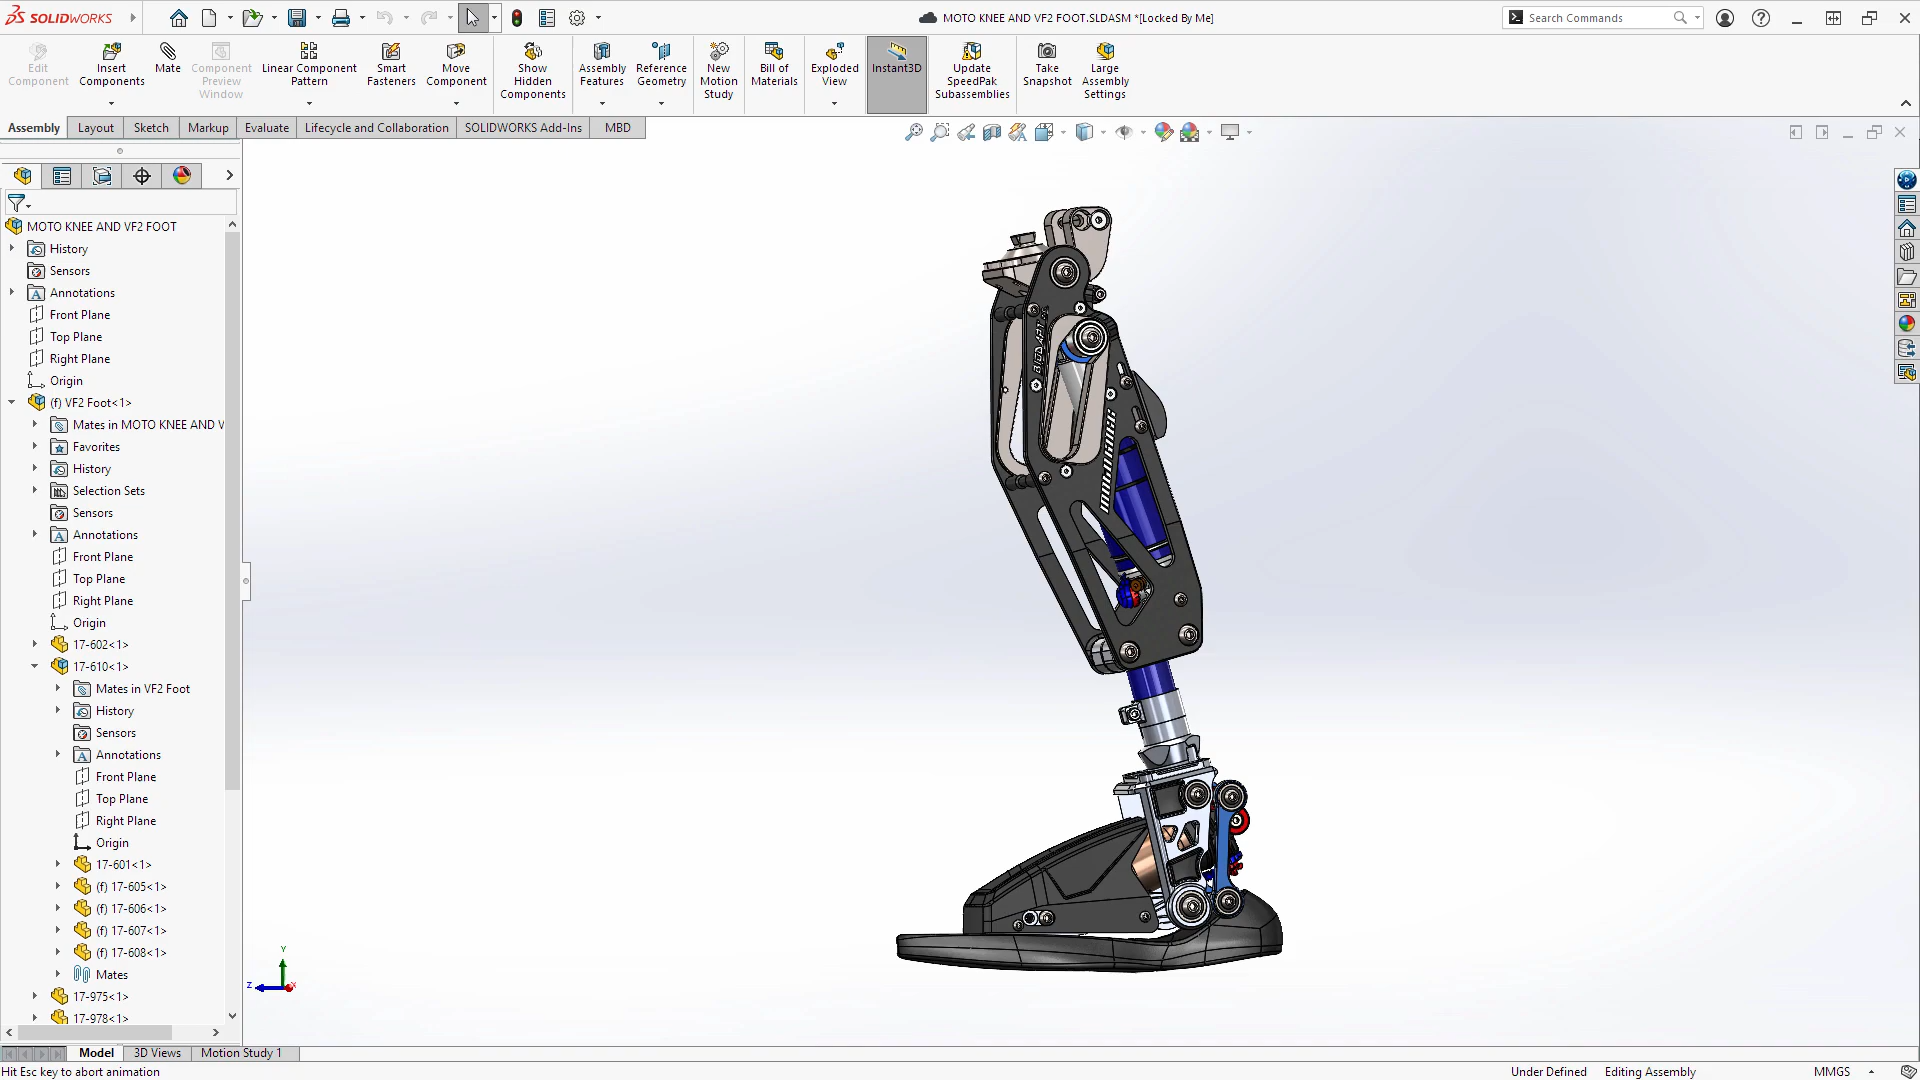 SOLIDWORKS
MOTO KNEE AND VF2 FOOT.SLDASM *[Locked By Me]
Search Commands
Edit Component
Insert Components
Mate
Component Preview Window
Linear Component Pattern
Smart Fasteners
Move Component
Show Hidden Components
Assembly Features
Reference Geometry
New Motion Study
Bill of Materials
Exploded View
Instant3D
Update SpeedPak Subassemblies
Take Snapshot
Large Assembly Settings
Assembly
Layout
Sketch
Markup
Evaluate
Lifecycle and Collaboration
SOLIDWORKS Add-Ins
MBD
MOTO KNEE AND VF2 FOOT
History
Sensors
Annotations
Front Plane
Top Plane
Right Plane
Origin
(f) VF2 Foot<1>
Mates in MOTO KNEE AND V
Favorites
History
Selection Sets
Sensors
Annotations
Front Plane
Top Plane
Right Plane
Origin
17-602<1>
17-610<1>
Mates in VF2 Foot
History
Sensors
Annotations
Front Plane
Top Plane
Right Plane
Origin
17-601<1>
(f) 17-605<1>
(f) 17-606<1>
(f) 17-607<1>
(f) 17-608<1>
Mates
17-975<1>
17-978<1>
Y
Z
X
Model
3D Views
Motion Study 1
Hit Esc key to abort animation
Under Defined
Editing Assembly
MMGS